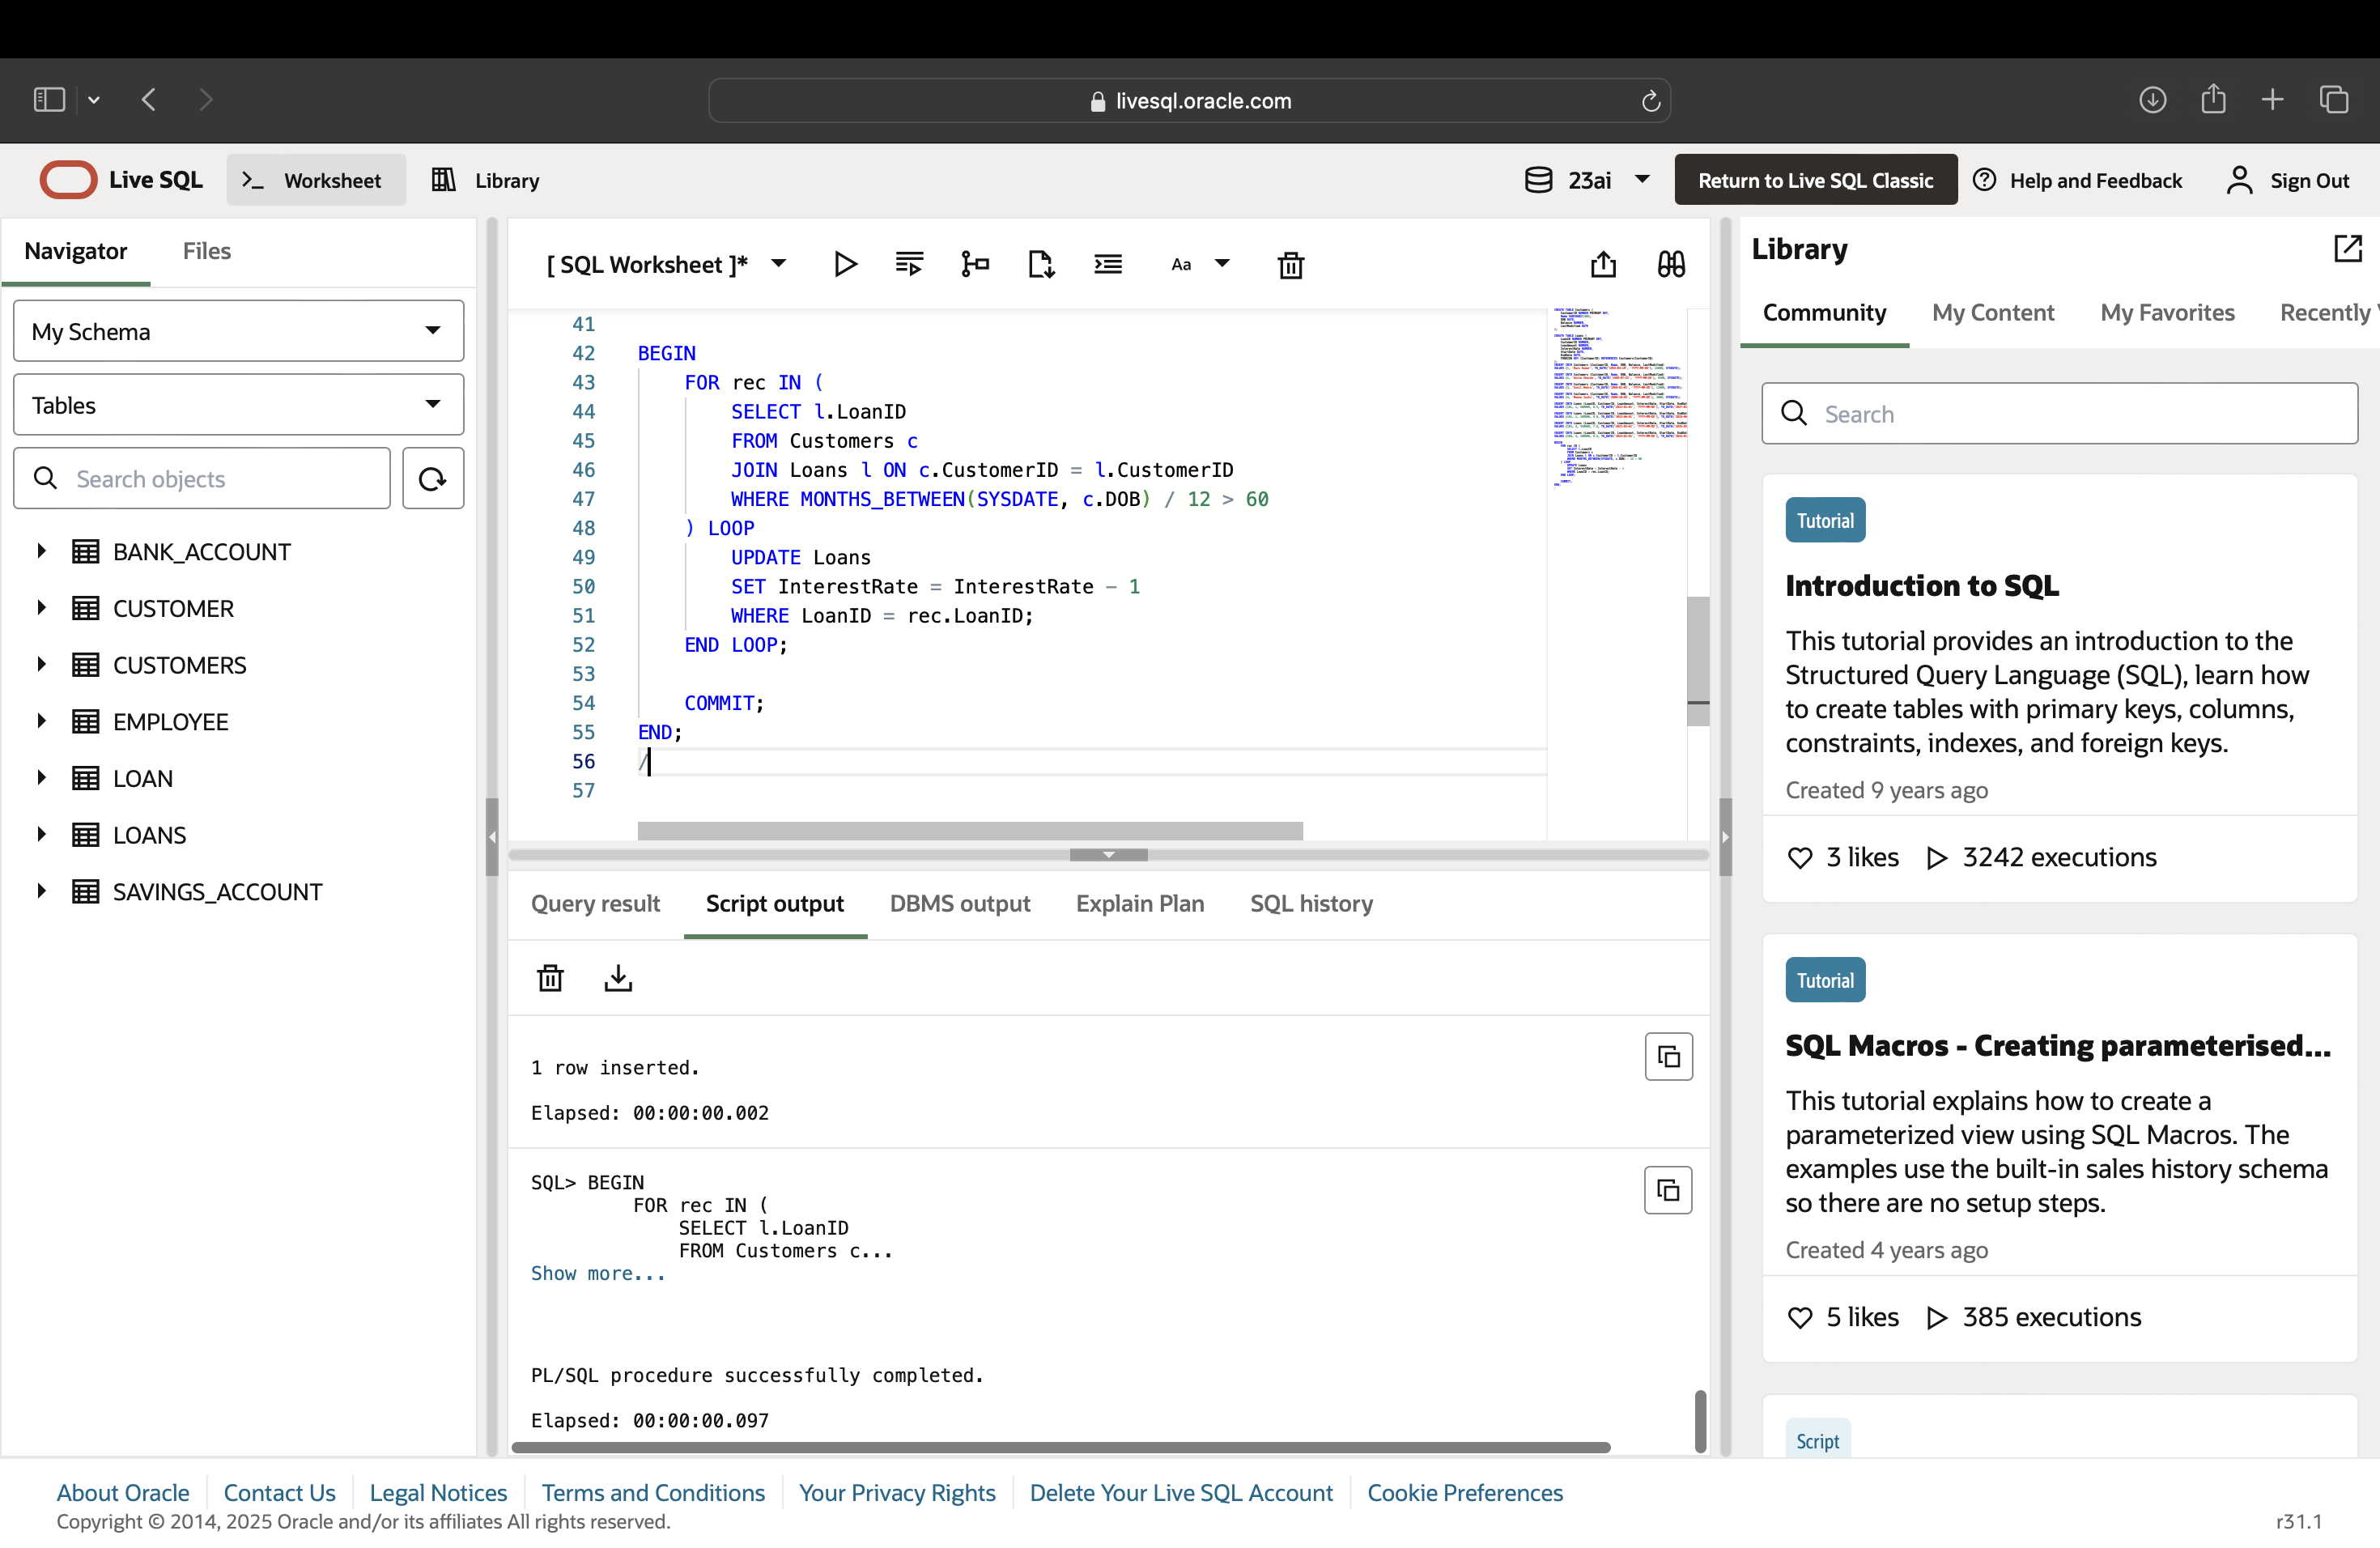 livesql.oracle.com
Live SQL
Worksheet
Library
23ai
Return to Live SQL Classic
Help and Feedback
Sign Out
Navigator
Files
My Schema
Tables
Search objects
BANK_ACCOUNT
CUSTOMER
CUSTOMERS
EMPLOYEE
LOAN
LOANS
SAVINGS_ACCOUNT
[ SQL Worksheet ]*
Aa
41
42 BEGIN
43 FOR rec IN (
44 SELECT l.LoanID
45 FROM Customers c
46 JOIN Loans l ON c.CustomerID = l.CustomerID
47 WHERE MONTHS_BETWEEN(SYSDATE, c.DOB) / 12 > 60
48 ) LOOP
49 UPDATE Loans
50 SET InterestRate = InterestRate - 1
51 WHERE LoanID = rec.LoanID;
52 END LOOP;
53
54 COMMIT;
55 END;
56 /
57
Query result
Script output
DBMS output
Explain Plan
SQL history
1 row inserted.
Elapsed: 00:00:00.002
SQL> BEGIN
FOR rec IN (
SELECT l.LoanID
FROM Customers c...
Show more...
PL/SQL procedure successfully completed.
Elapsed: 00:00:00.097
Library
Community
My Content
My Favorites
Recently
Search
Tutorial
Introduction to SQL
This tutorial provides an introduction to the
Structured Query Language (SQL), learn how
to create tables with primary keys, columns,
constraints, indexes, and foreign keys.
Created 9 years ago
3 likes
3242 executions
Tutorial
SQL Macros - Creating parameterised...
This tutorial explains how to create a
parameterized view using SQL Macros. The
examples use the built-in sales history schema
so there are no setup steps.
Created 4 years ago
5 likes
385 executions
Script
About Oracle
Contact Us
Legal Notices
Terms and Conditions
Your Privacy Rights
Delete Your Live SQL Account
Cookie Preferences
Copyright © 2014, 2025 Oracle and/or its affiliates All rights reserved.
r31.1